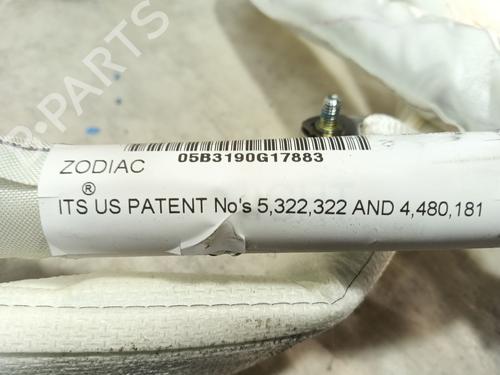 B-PARTS
ZODIAC
®
05B3190G17883
ITS US PATENT No's 5,322,322 AND 4,480,181